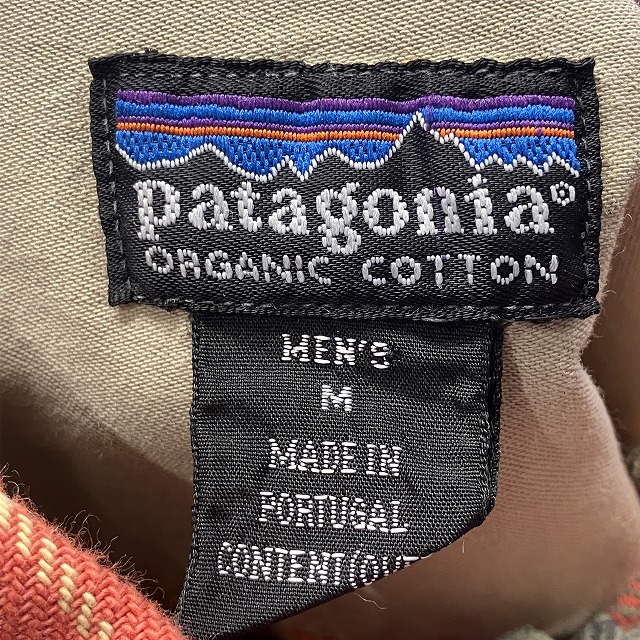 patagonia®
ORGANIC COTTON
MEN'S
M
MADE IN
PORTUGAL